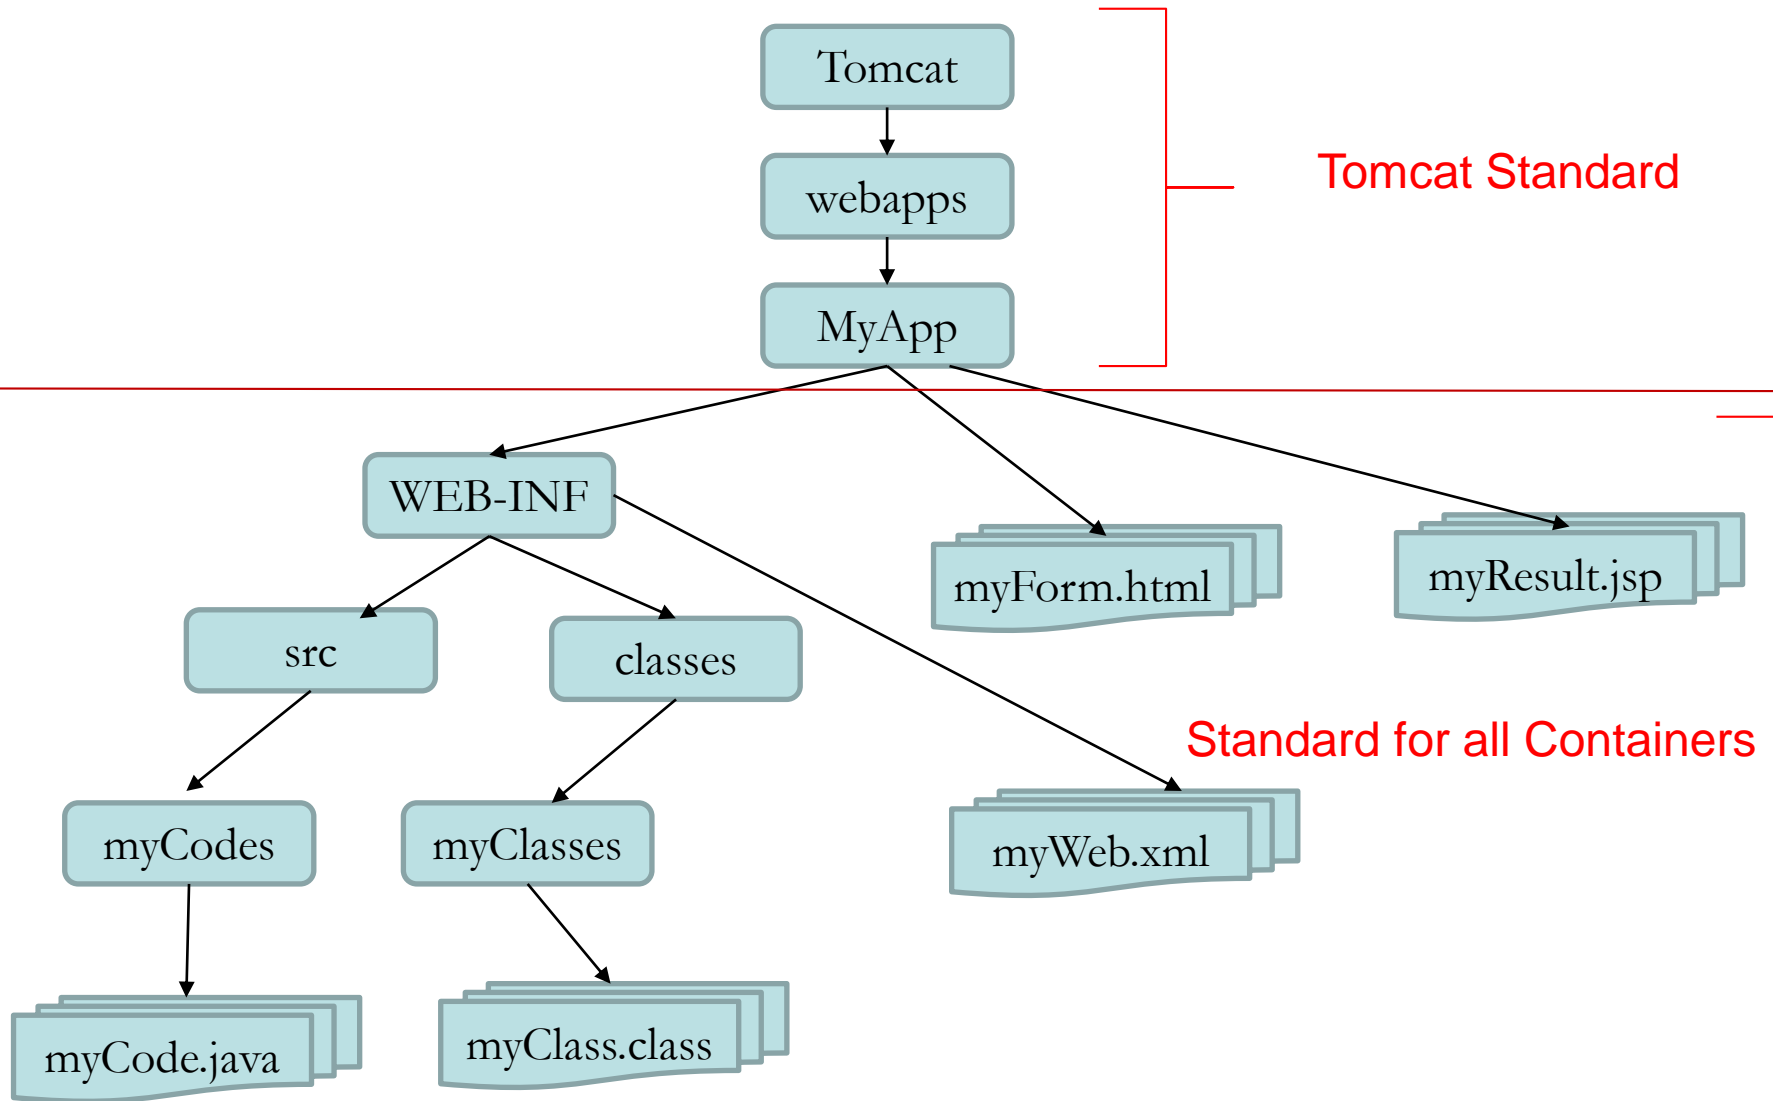 Tomcat
Tomcat Standard
webapps
MyApp
WEB-INF
myForm.html
myResult.jsp
src
classes
Standard for all Containers
myCodes
myClasses
myWeb.xml
myCode.java
myClass.class